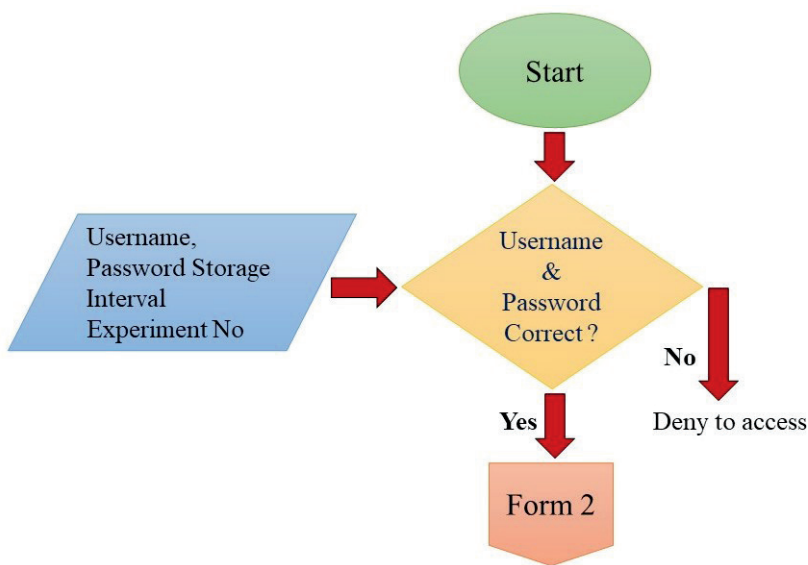 Start
Username,
Password Storage
Interval
Experiment No
Username
&
Password
Correct ?
No
Deny to access
Yes
Form 2